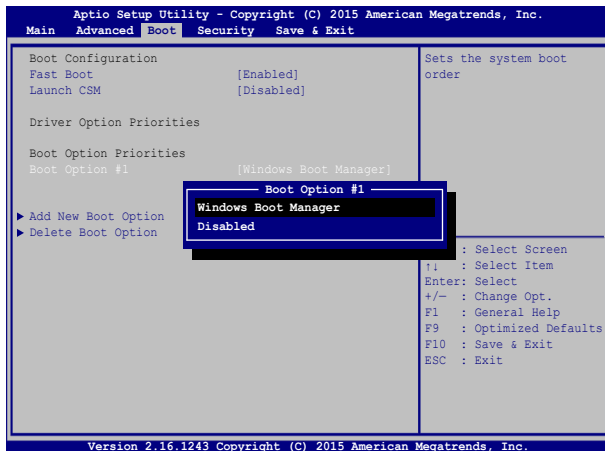 Aptio Setup Utility - Copyright (C) 2015 American Megatrends, Inc.
Main Advanced Boot Security Save & Exit
Boot Configuration
Fast Boot [Enabled]
Launch CSM [Disabled]
Driver Option Priorities
Boot Option Priorities
Boot Option #1 [Windows Boot Manager]
Add New Boot Option
Delete Boot Option
Boot Option #1
Windows Boot Manager
Disabled
Sets the system boot
order
: Select Screen
↑↓ : Select Item
Enter: Select
+/— : Change Opt.
F1 : General Help
F9 : Optimized Defaults
F10 : Save & Exit
ESC : Exit
Version 2.16.1243 Copyright (C) 2015 American Megatrends, Inc.